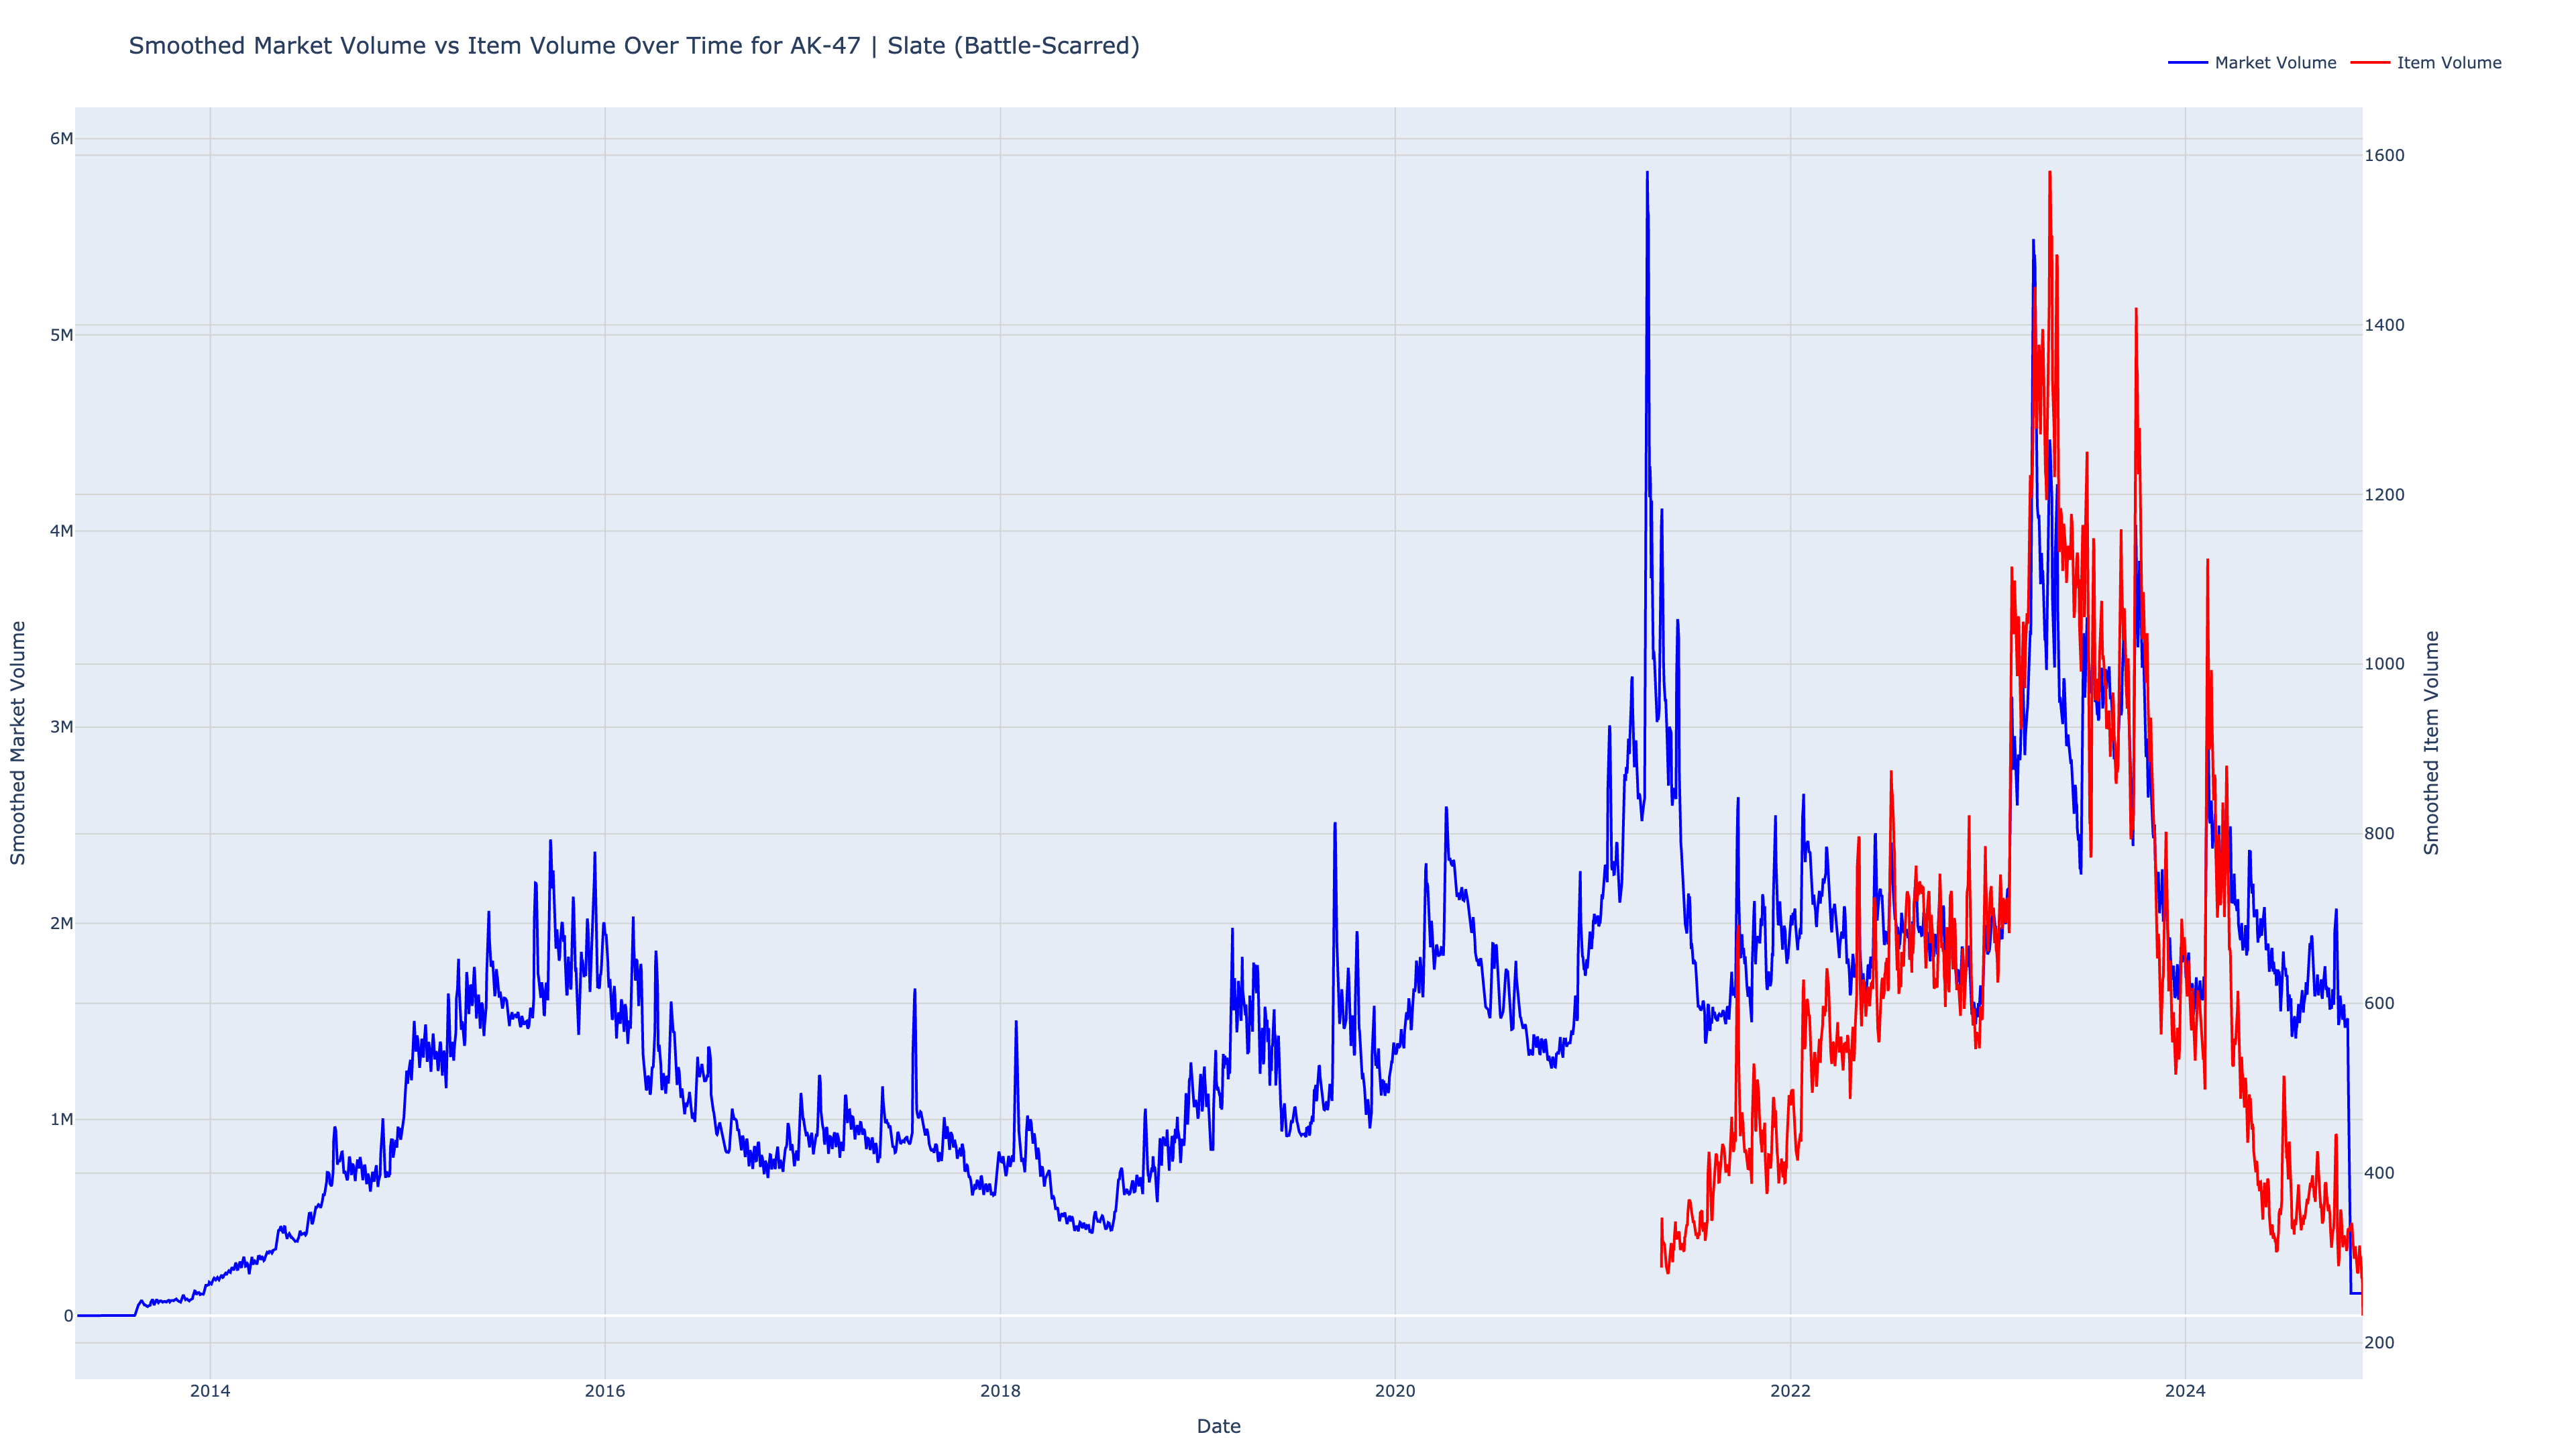 Smoothed Market Volume vs Item Volume Over Time for AK-47 | Slate (Battle-Scarred)
Market Volume
Item Volume
6M
5M
4M
3M
2M
1M
0
Smoothed Market Volume
1600
1400
1200
1000
800
600
400
200
Smoothed Item Volume
2014
2016
2018
2020
2022
2024
Date